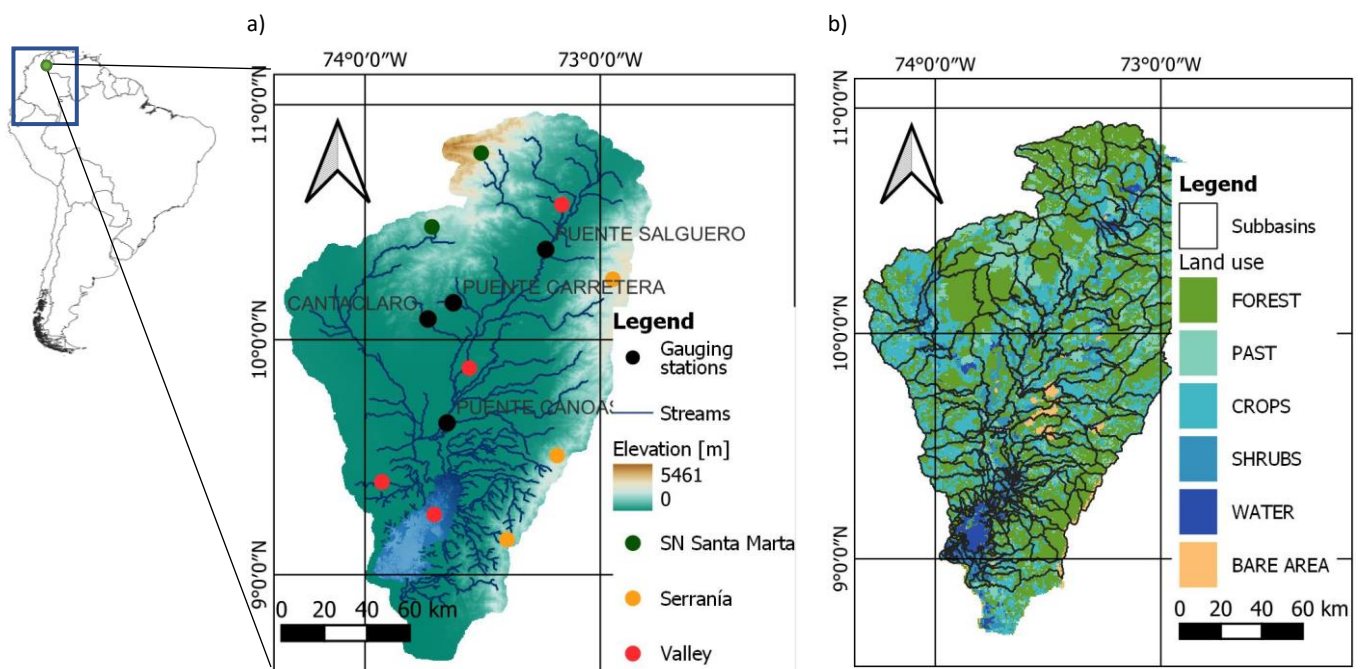 a)
74°0'0"W
73°0'0"W
11°0'0"N
10°0'0"N
9°0'0"N
PUENTE SALGUERO
PUENTE CARRETERA
CANTACLARO
PUENTE CANOAS
Legend
Gauging
stations
Streams
Elevation [m]
5461
0
SN Santa Marta
Serranía
Valley
0 20 40 60 km
b)
74°0'0"W
73°0'0"W
11°0'0"N
10°0'0"N
9°0'0"N
Legend
Subbasins
Land use
FOREST
PAST
CROPS
SHRUBS
WATER
BARE AREA
0 20 40 60 km